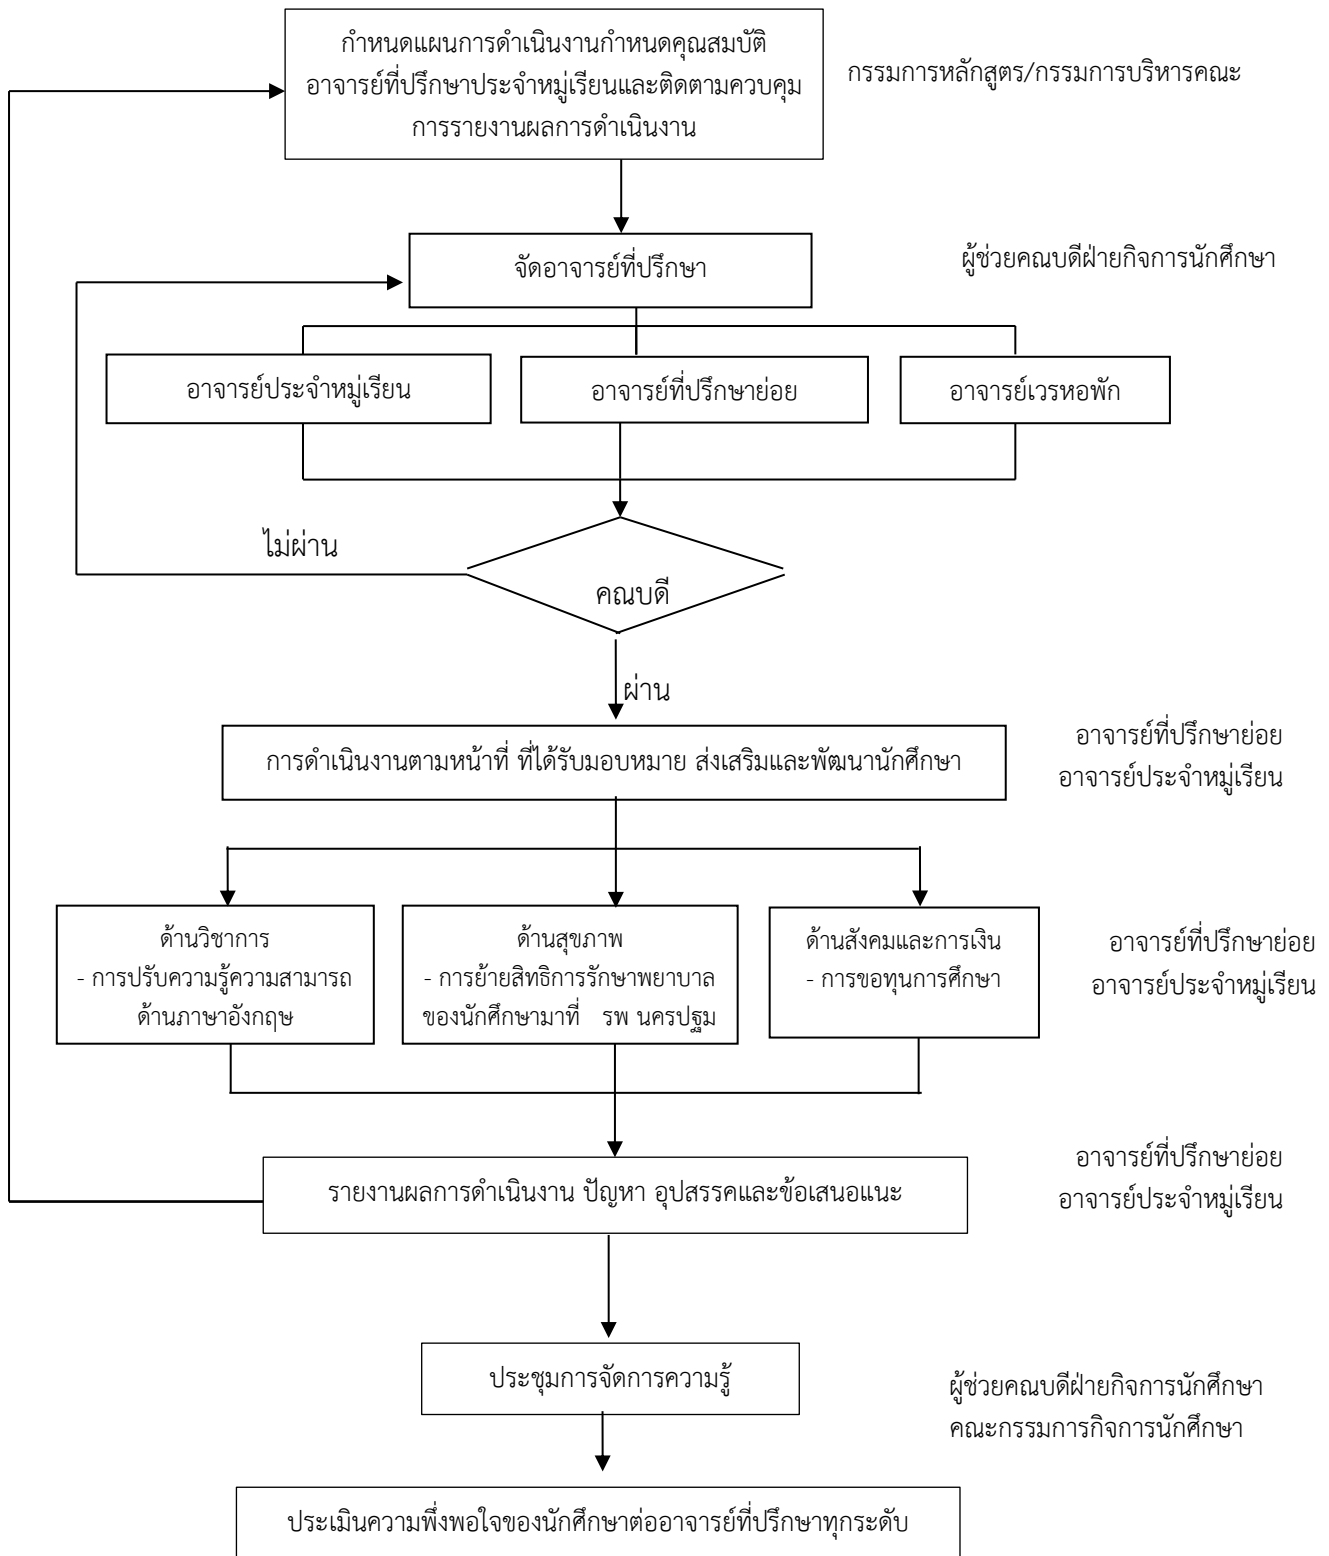 กำหนดแผนการดำเนินงานกำหนดคุณสมบัติ
อาจารย์ที่ปรึกษาประจำหมู่เรียนและติดตามควบคุม
การรายงานผลการดำเนินงาน
กรรมการหลักสูตร/กรรมการบริหารคณะ
จัดอาจารย์ที่ปรึกษา
ผู้ช่วยคณบดีฝ่ายกิจการนักศึกษา
อาจารย์ประจำหมู่เรียน
อาจารย์ที่ปรึกษาย่อย
อาจารย์เวรหอพัก
ไม่ผ่าน
คณบดี
ผ่าน
การดำเนินงานตามหน้าที่ ที่ได้รับมอบหมาย ส่งเสริมและพัฒนานักศึกษา
อาจารย์ที่ปรึกษาย่อย
อาจารย์ประจำหมู่เรียน
ด้านวิชาการ
- การปรับความรู้ความสามารถ
ด้านภาษาอังกฤษ
ด้านสุขภาพ
- การย้ายสิทธิการรักษาพยาบาล
ของนักศึกษามาที่ รพ นครปฐม
ด้านสังคมและการเงิน
- การขอทุนการศึกษา
อาจารย์ที่ปรึกษาย่อย
อาจารย์ประจำหมู่เรียน
รายงานผลการดำเนินงาน ปัญหา อุปสรรคและข้อเสนอแนะ
อาจารย์ที่ปรึกษาย่อย
อาจารย์ประจำหมู่เรียน
ประชุมการจัดการความรู้
ผู้ช่วยคณบดีฝ่ายกิจการนักศึกษา
คณะกรรมการกิจการนักศึกษา
ประเมินความพึ่งพอใจของนักศึกษาต่ออาจารย์ที่ปรึกษาทุกระดับ